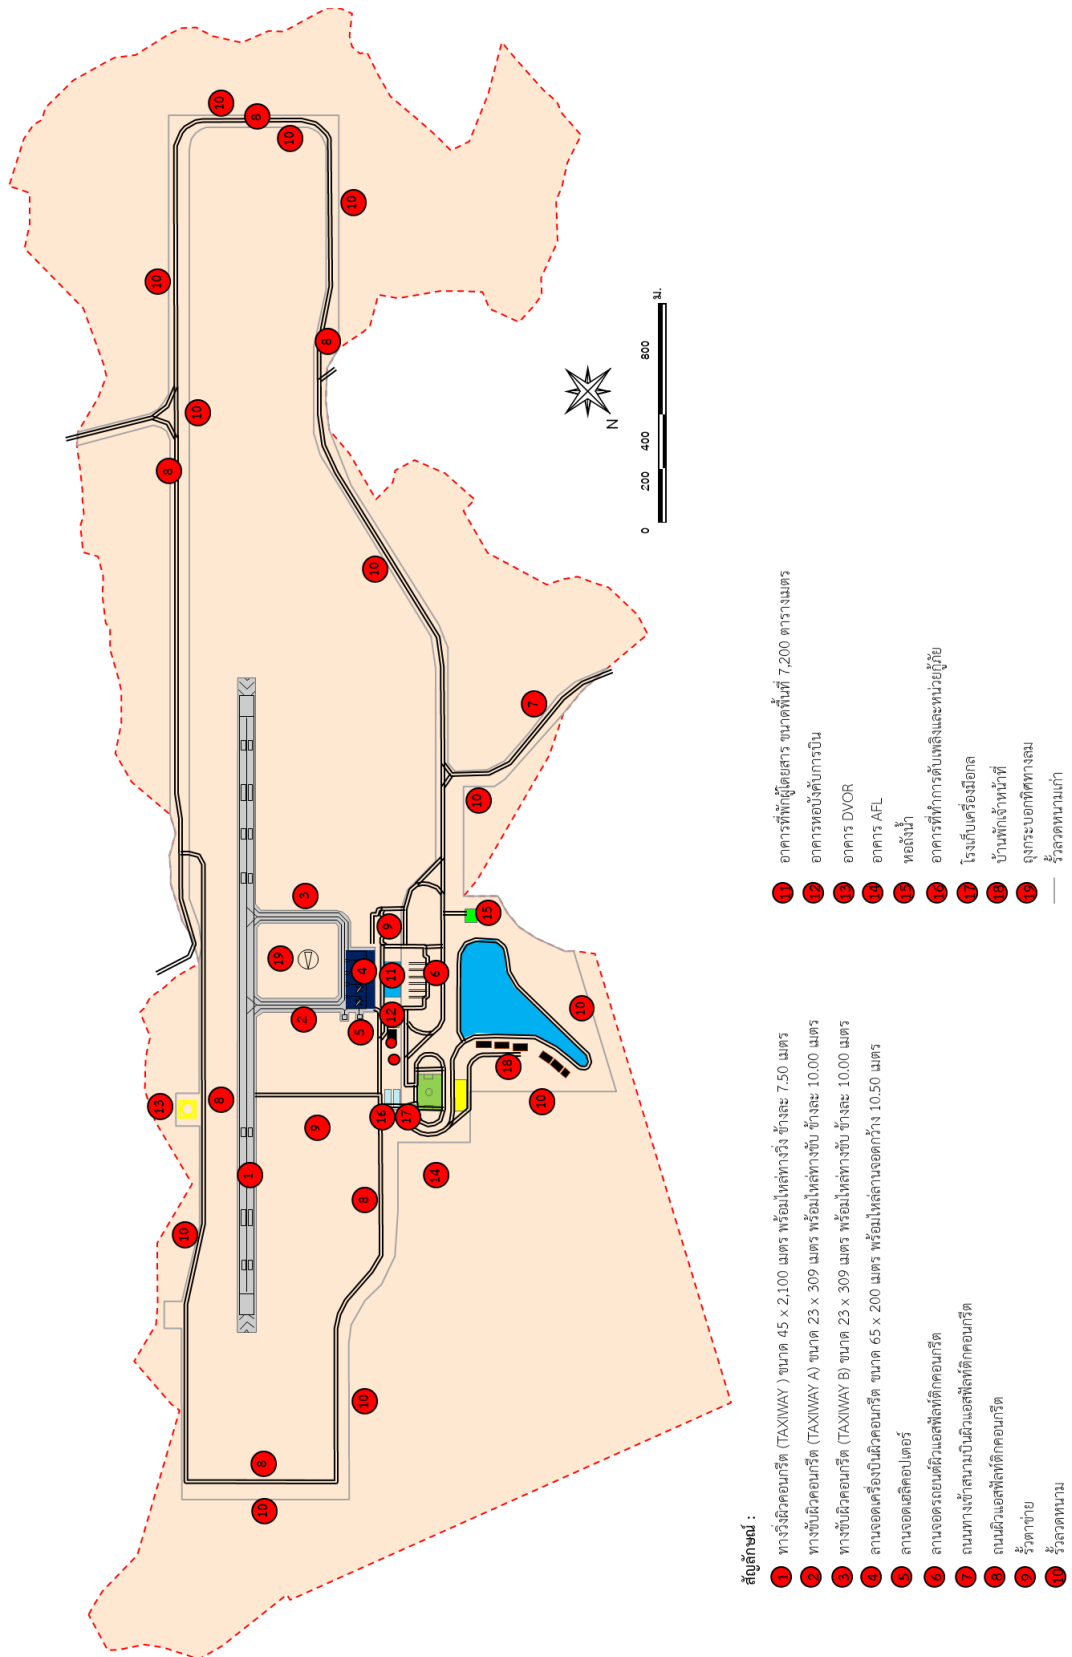 สัญลักษณ์ :
1 ทางวิ่งผิวคอนกรีต (TAXIWAY ) ขนาด 45 x 2,100 เมตร พร้อมไหล่ทางวิ่ง ข้างละ 7.50 เมตร
2 ทางขับผิวคอนกรีต (TAXIWAY A) ขนาด 23 x 309 เมตร พร้อมไหล่ทางขับ ข้างละ 10.00 เมตร
3 ทางขับผิวคอนกรีต (TAXIWAY B) ขนาด 23 x 309 เมตร พร้อมไหล่ทางขับ ข้างละ 10.00 เมตร
4 ลานจอดเครื่องบินผิวคอนกรีต ขนาด 65 x 200 เมตร พร้อมไหล่ลานจอดกว้าง 10.50 เมตร
5 ลานจอดเฮลิคอปเตอร์
6 ลานจอดรถยนต์ผิวแอสฟัลท์ติกคอนกรีต
7 ถนนทางเข้าสนามบินผิวแอสฟัลท์ติกคอนกรีต
8 ถนนผิวแอสฟัลท์ติกคอนกรีต
9 รั้วตาข่าย
10 รั้วลวดหนาม
11 อาคารที่พักผู้โดยสาร ขนาดพื้นที่ 7,200 ตารางเมตร
12 อาคารหอบังคับการบิน
13 อาคาร DVOR
14 อาคาร AFL
15 หอถังน้ำ
16 อาคารที่ทำการดับเพลิงและหน่วยกู้ภัย
17 โรงเก็บเครื่องมือกล
18 บ้านพักเจ้าหน้าที่
19 ถุงกระบอกทิศทางลม
รั้วลวดหนามเก่า
N
0 200 400 800 ม.
10
8
10
10
10
8
10
8
10
7
10
3
9
15
19
4
11
6
2
5
12
10
18
13
8
9
16
17
10
1
14
8
10
10
8
10